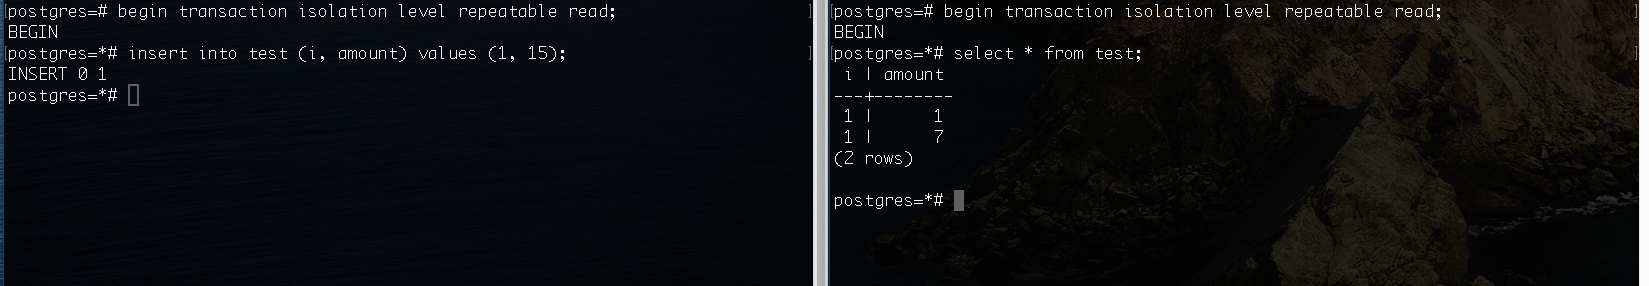 [postgres=# begin transaction isolation level repeatable read; ]
BEGIN
[postgres=*# insert into test (i, amount) values (1, 15); ]
INSERT 0 1
postgres=*#
[postgres=# begin transaction isolation level repeatable read; ]
BEGIN
[postgres=*# select * from test; ]
 i | amount
---+--------
 1 |      1
 1 |      7
(2 rows)
postgres=*#